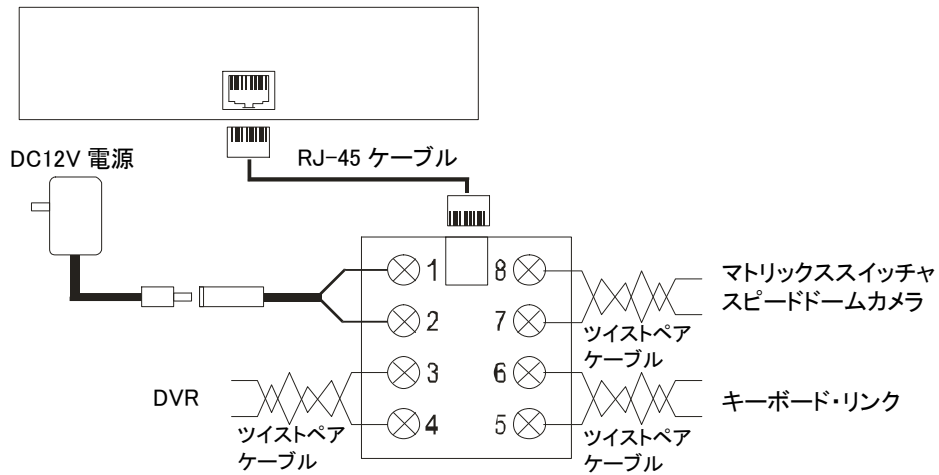 DC12V 電源
RJ-45 ケーブル
1
8
2
7
3
6
4
5
マトリックススイッチャ
スピードドームカメラ
ツイストペア
ケーブル
DVR
ツイストペア
ケーブル
キーボード・リンク
ツイストペア
ケーブル